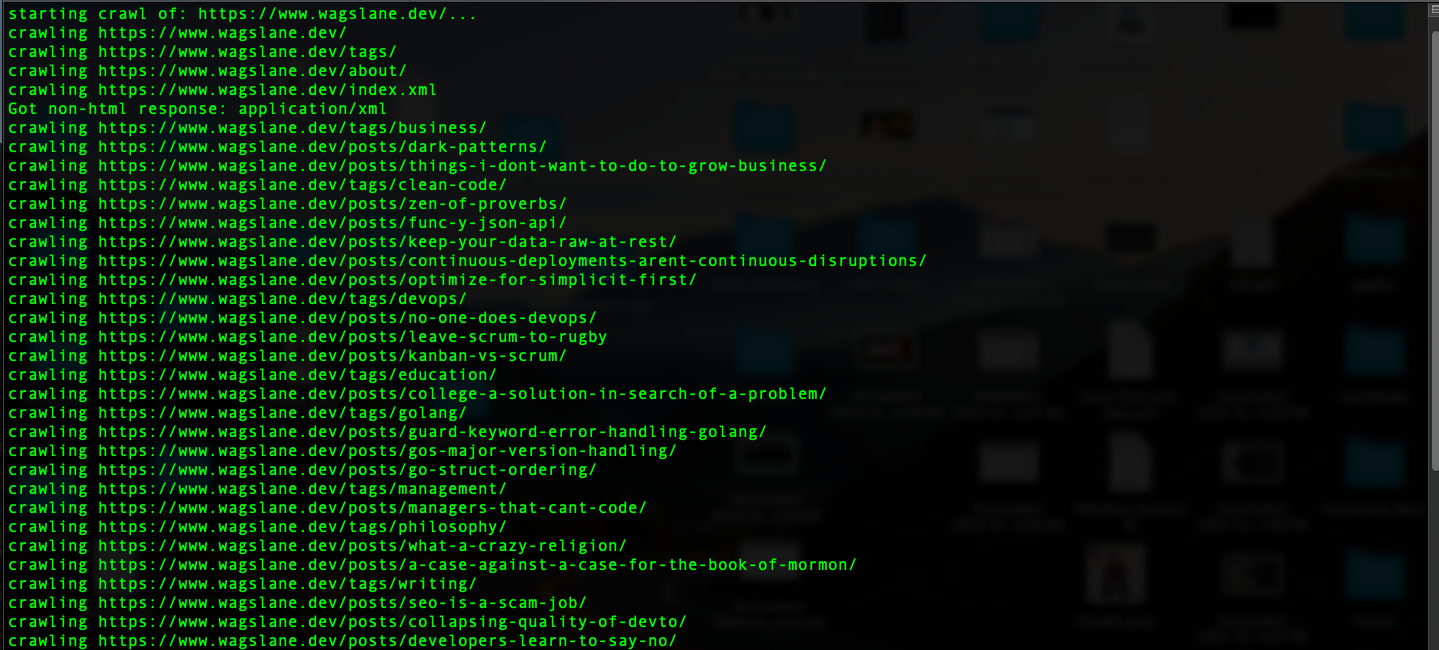 starting crawl of: https://www.wagslane.dev/...
crawling https://www.wagslane.dev/
crawling https://www.wagslane.dev/tags/
crawling https://www.wagslane.dev/about/
crawling https://www.wagslane.dev/index.xml
Got non-html response: application/xml
crawling https://www.wagslane.dev/tags/business/
crawling https://www.wagslane.dev/posts/dark-patterns/
crawling https://www.wagslane.dev/posts/things-i-dont-want-to-do-to-grow-business/
crawling https://www.wagslane.dev/tags/clean-code/
crawling https://www.wagslane.dev/posts/zen-of-proverbs/
crawling https://www.wagslane.dev/posts/func-y-json-api/
crawling https://www.wagslane.dev/posts/keep-your-data-raw-at-rest/
crawling https://www.wagslane.dev/posts/continuous-deployments-arent-continuous-disruptions/
crawling https://www.wagslane.dev/posts/optimize-for-simplicit-first/
crawling https://www.wagslane.dev/tags/devops/
crawling https://www.wagslane.dev/posts/no-one-does-devops/
crawling https://www.wagslane.dev/posts/leave-scrum-to-rugby
crawling https://www.wagslane.dev/posts/kanban-vs-scrum/
crawling https://www.wagslane.dev/tags/education/
crawling https://www.wagslane.dev/posts/college-a-solution-in-search-of-a-problem/
crawling https://www.wagslane.dev/tags/golang/
crawling https://www.wagslane.dev/posts/guard-keyword-error-handling-golang/
crawling https://www.wagslane.dev/posts/gos-major-version-handling/
crawling https://www.wagslane.dev/posts/go-struct-ordering/
crawling https://www.wagslane.dev/tags/management/
crawling https://www.wagslane.dev/posts/managers-that-cant-code/
crawling https://www.wagslane.dev/tags/philosophy/
crawling https://www.wagslane.dev/posts/what-a-crazy-religion/
crawling https://www.wagslane.dev/posts/a-case-against-a-case-for-the-book-of-mormon/
crawling https://www.wagslane.dev/tags/writing/
crawling https://www.wagslane.dev/posts/seo-is-a-scam-job/
crawling https://www.wagslane.dev/posts/collapsing-quality-of-devto/
crawling https://www.wagslane.dev/posts/developers-learn-to-say-no/